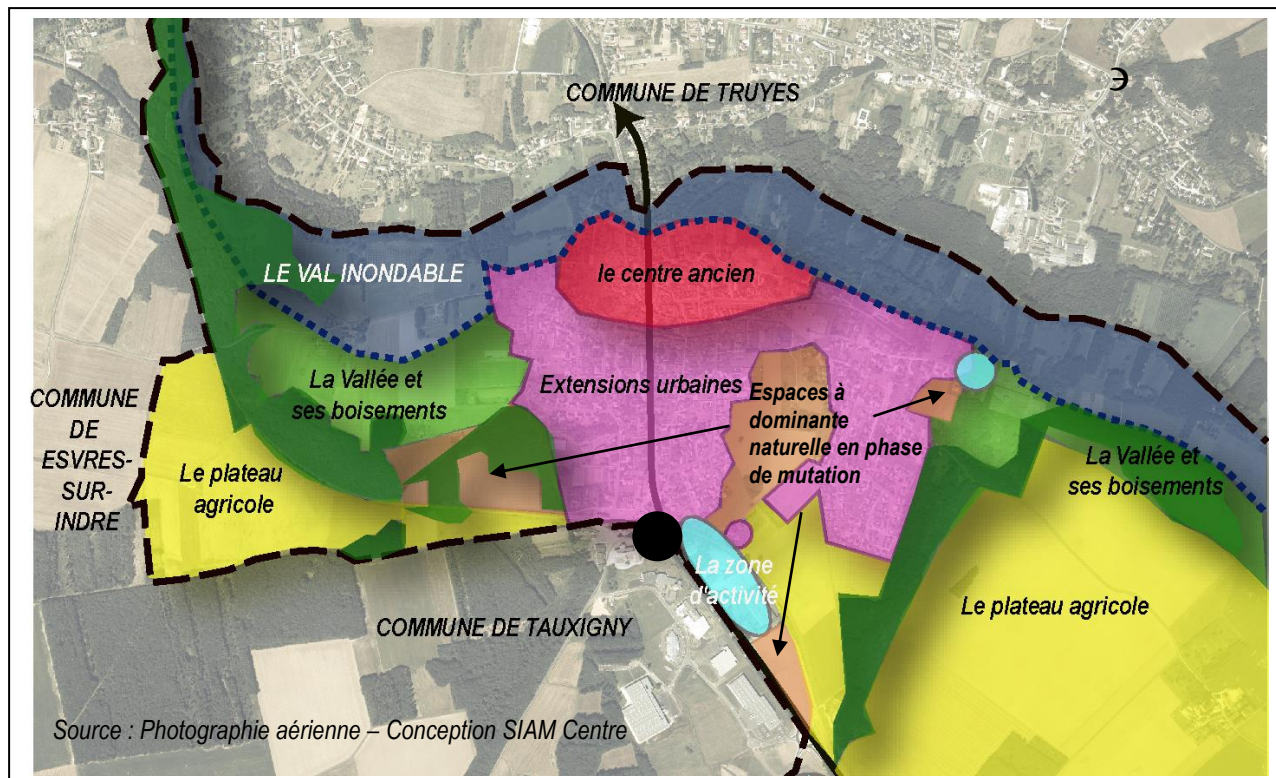 COMMUNE DE TRUYES
LE VAL INONDABLE
le centre ancien
La Vallée et
ses boisements
Extensions urbaines
Espaces à
dominante
naturelle en phase
de mutation
COMMUNE
DE
ESVRES-
SUR-
INDRE
Le plateau
agricole
La Vallée et
ses boisements
La zone
d'activité
Le plateau agricole
COMMUNE DE TAUXIGNY
Source : Photographie aérienne – Conception SIAM Centre